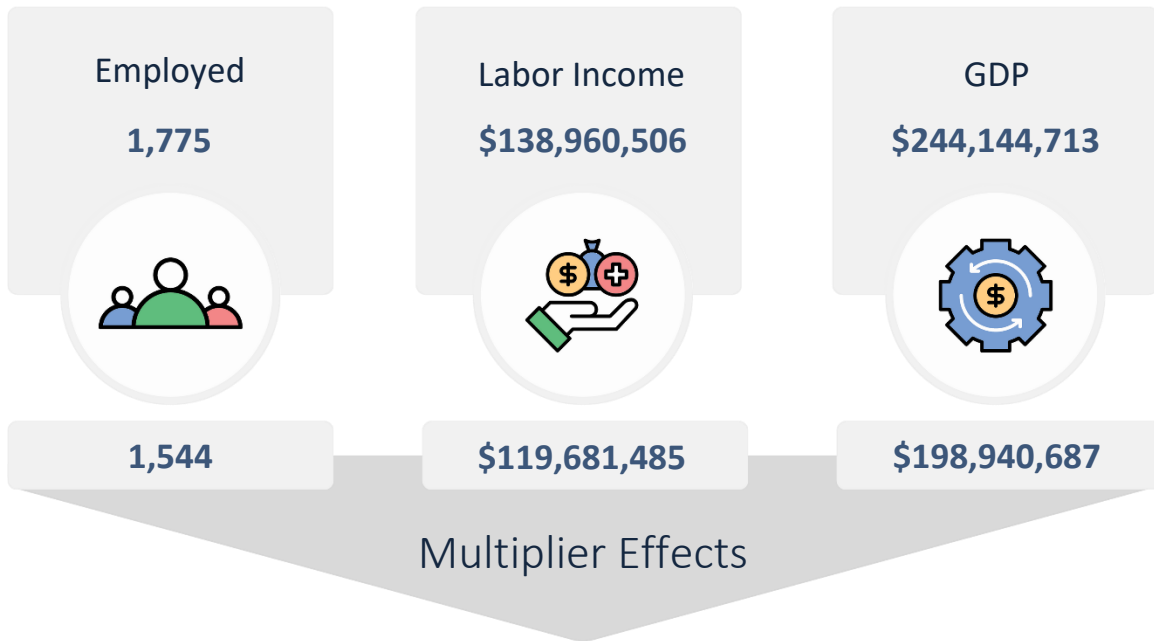 Employed
1,775
Labor Income
$138,960,506
GDP
$244,144,713
$
$
1,544
$119,681,485
$198,940,687
Multiplier Effects